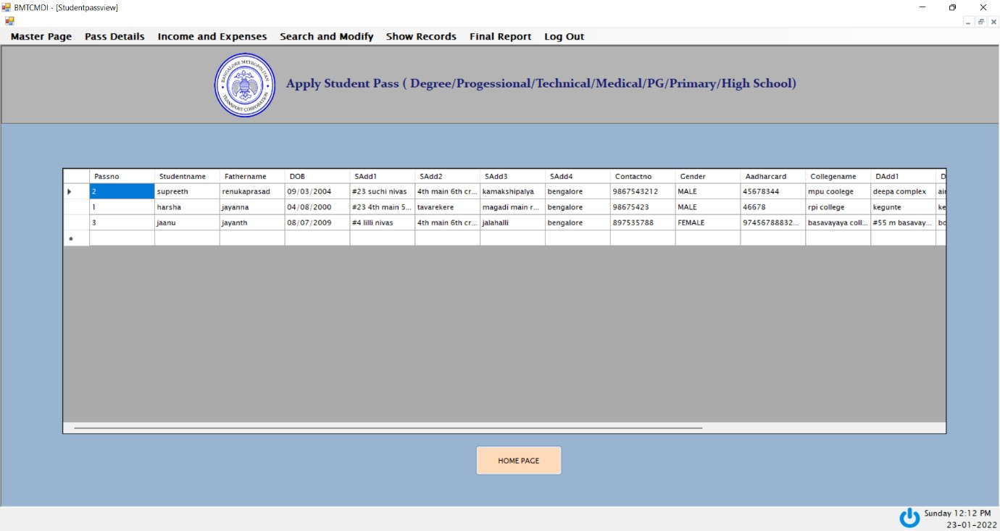 BMTCMDI - [Studentpassview]
Master Page Pass Details Income and Expenses Search and Modify Show Records Final Report Log Out
BANGALORE METROPOLITAN
TRANSPORT CORPORATION
Apply Student Pass ( Degree/Progessional/Technical/Medical/PG/Primary/High School)
Passno Studentname Fathername DOB SAdd1 SAdd2 SAdd3 SAdd4 Contactno Gender Aadharcard Collegename DAdd1 D
2 supreeth renukaprasad 09/03/2004 #23 suchi nivas 4th main 6th cr... kamakshipalya bengalore 9867543212 MALE 45678344 mpu coolege deepa complex air
1 harsha jayanna 04/08/2000 #23 4th main 5... tavarekere magadi main r... bengalore 98675423 MALE 46678 rpi college kegunte ke
3 jaanu jayanth 08/07/2009 #4 lilli nivas 4th main 6th cr... jalahalli bengalore 897535788 FEMALE 97456788832... basavayaya coll... #55 m basavay... bo
HOME PAGE
Sunday 12:12 PM
23-01-2022